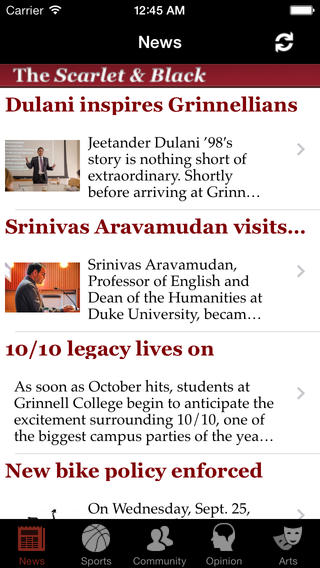 Carrier 12:45 AM
News
The Scarlet & Black
Dulani inspires Grinnellians
Jeetander Dulani ’98’s
story is nothing short of
extraordinary. Shortly
before arriving at Grinn…
Srinivas Aravamudan visits...
Srinivas Aravamudan,
Professor of English and
Dean of the Humanities at
Duke University, becam…
10/10 legacy lives on
As soon as October hits, students at
Grinnell College begin to anticipate the
excitement surrounding 10/10, one of
the biggest campus parties of the yea…
New bike policy enforced
On Wednesday, Sept. 25,
News Sports Community Opinion Arts